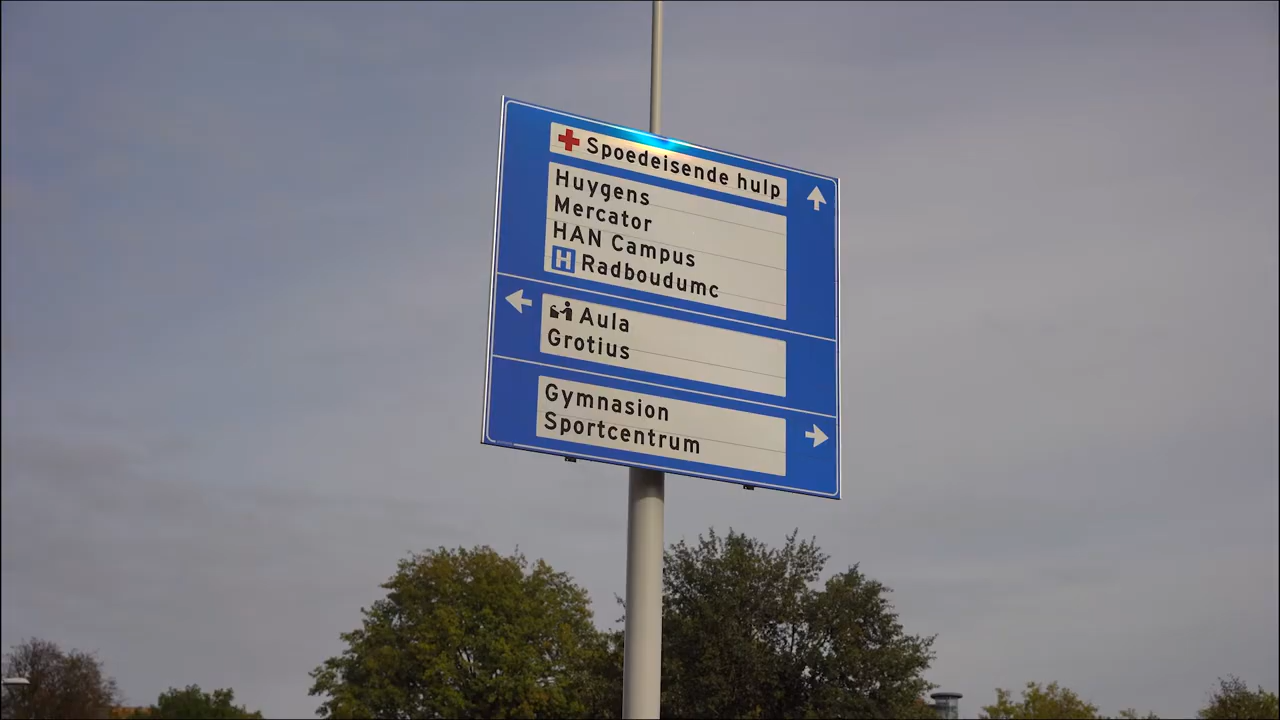 Spoedeisende hulp
Huygens
Mercator
HAN Campus
H Radboudumc
Aula
Grotius
Gymnasion
Sportcentrum